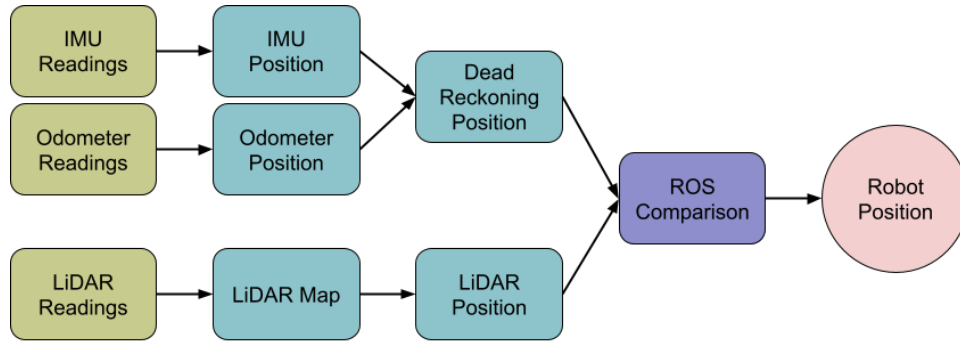 IMU
Readings
IMU
Position
Dead
Reckoning
Position
Odometer
Readings
Odometer
Position
ROS
Comparison
Robot
Position
LiDAR
Readings
LiDAR Map
LiDAR
Position